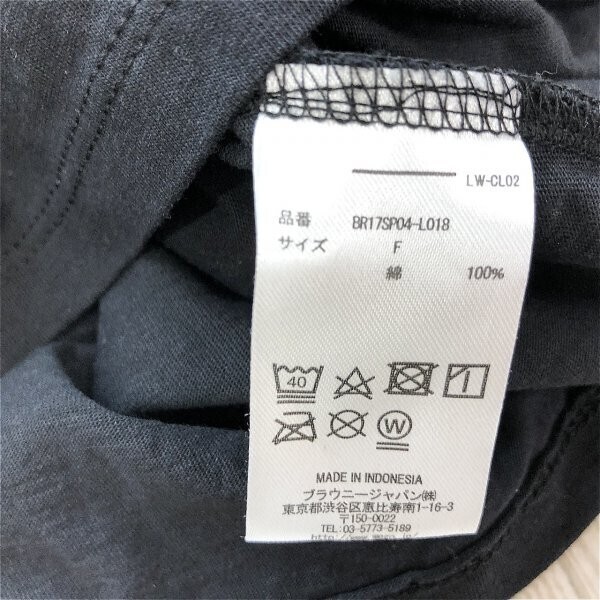 LW-CL02
品番 BR17SP04-L018
サイズ F
綿 100%
40
W
MADE IN INDONESIA
ブラウニージャパン(株)
東京都渋谷区恵比寿南1-16-3
〒150-0022
TEL:03-5773-5189